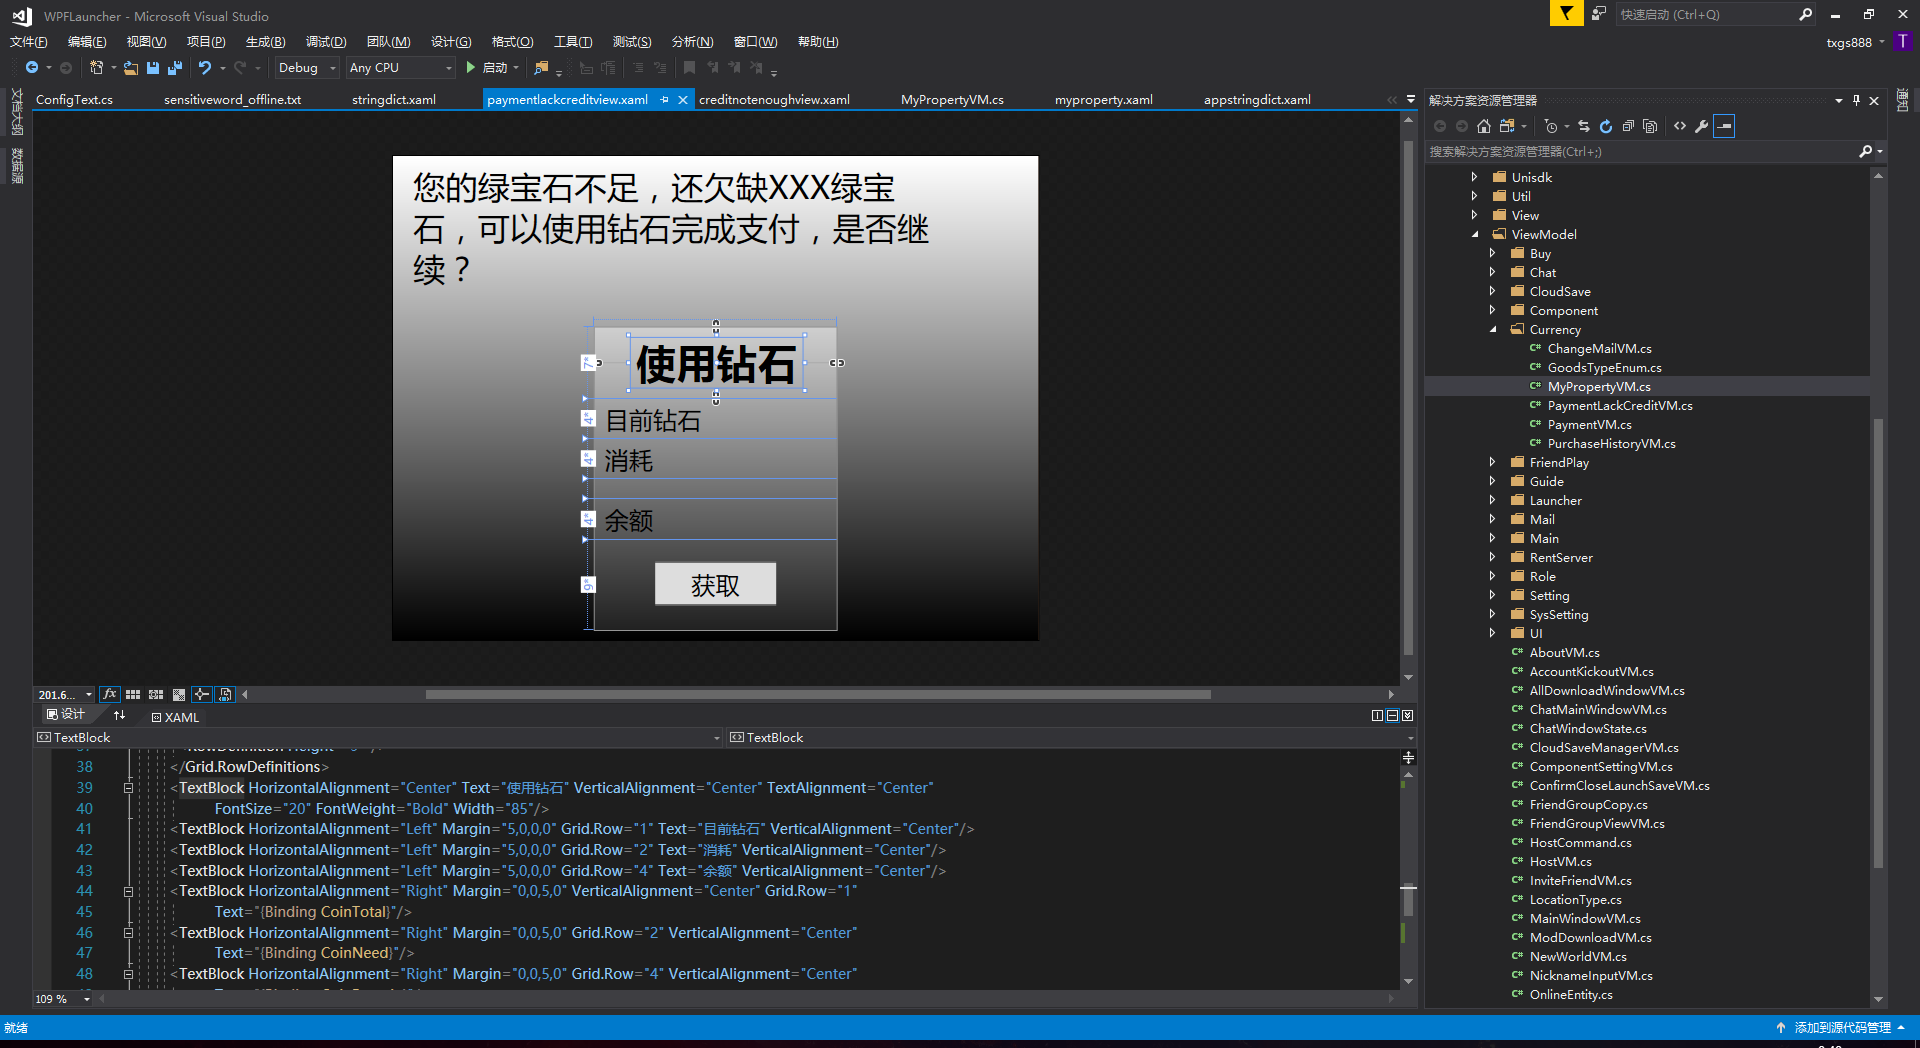 WPFLauncher - Microsoft Visual Studio
快速启动 (Ctrl+Q)
文件(F) 编辑(E) 视图(V) 项目(P) 生成(B) 调试(D) 团队(M) 设计(G) 格式(O) 工具(T) 测试(S) 分析(N) 窗口(W) 帮助(H)
txgs888
T
Debug Any CPU 启动
文档大纲
数据源
ConfigText.cs sensitiveword_offline.txt stringdict.xaml paymentlackcreditview.xaml creditnotenoughview.xaml MyPropertyVM.cs myproperty.xaml appstringdict.xaml
您的绿宝石不足，还欠缺XXX绿宝
石，可以使用钻石完成支付，是否继
续？
7*
使用钻石
4*
目前钻石
4*
消耗
4*
余额
9*
获取
201.6...
设计
XAML
TextBlock
TextBlock
38 </Grid.RowDefinitions>
39 <TextBlock HorizontalAlignment="Center" Text="使用钻石" VerticalAlignment="Center" TextAlignment="Center"
40 FontSize="20" FontWeight="Bold" Width="85"/>
41 <TextBlock HorizontalAlignment="Left" Margin="5,0,0,0" Grid.Row="1" Text="目前钻石" VerticalAlignment="Center"/>
42 <TextBlock HorizontalAlignment="Left" Margin="5,0,0,0" Grid.Row="2" Text="消耗" VerticalAlignment="Center"/>
43 <TextBlock HorizontalAlignment="Left" Margin="5,0,0,0" Grid.Row="4" Text="余额" VerticalAlignment="Center"/>
44 <TextBlock HorizontalAlignment="Right" Margin="0,0,5,0" VerticalAlignment="Center" Grid.Row="1"
45 Text="{Binding CoinTotal}"/>
46 <TextBlock HorizontalAlignment="Right" Margin="0,0,5,0" Grid.Row="2" VerticalAlignment="Center"
47 Text="{Binding CoinNeed}"/>
48 <TextBlock HorizontalAlignment="Right" Margin="0,0,5,0" Grid.Row="4" VerticalAlignment="Center"
109 %
解决方案资源管理器
通知
搜索解决方案资源管理器(Ctrl+;)
Unisdk
Util
View
ViewModel
Buy
Chat
CloudSave
Component
Currency
ChangeMailVM.cs
GoodsTypeEnum.cs
MyPropertyVM.cs
PaymentLackCreditVM.cs
PaymentVM.cs
PurchaseHistoryVM.cs
FriendPlay
Guide
Launcher
Mail
Main
RentServer
Role
Setting
SysSetting
UI
AboutVM.cs
AccountKickoutVM.cs
AllDownloadWindowVM.cs
ChatMainWindowVM.cs
ChatWindowState.cs
CloudSaveManagerVM.cs
ComponentSettingVM.cs
ConfirmCloseLaunchSaveVM.cs
FriendGroupCopy.cs
FriendGroupViewVM.cs
HostCommand.cs
HostVM.cs
InviteFriendVM.cs
LocationType.cs
MainWindowVM.cs
ModDownloadVM.cs
NewWorldVM.cs
NicknameInputVM.cs
OnlineEntity.cs
就绪
添加到源代码管理